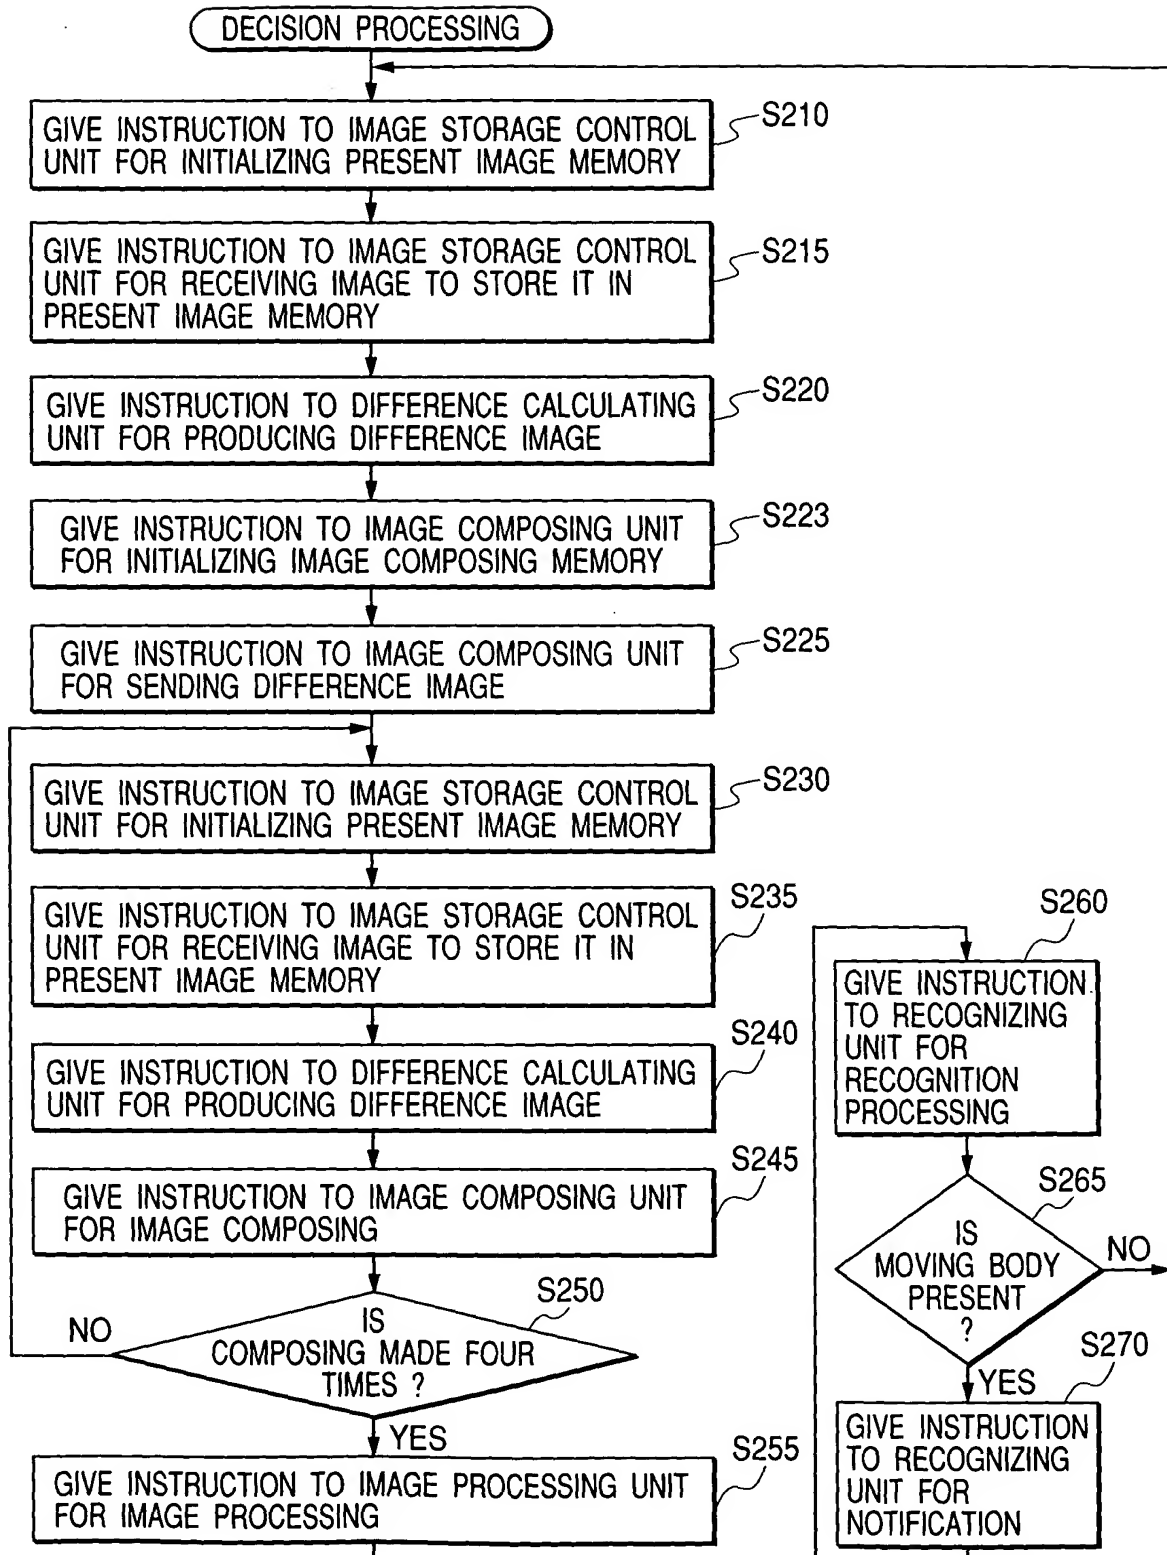 DECISION PROCESSING
GIVE INSTRUCTION TO IMAGE STORAGE CONTROL
UNIT FOR INITIALIZING PRESENT IMAGE MEMORY
S210
GIVE INSTRUCTION TO IMAGE STORAGE CONTROL
UNIT FOR RECEIVING IMAGE TO STORE IT IN
PRESENT IMAGE MEMORY
S215
GIVE INSTRUCTION TO DIFFERENCE CALCULATING
UNIT FOR PRODUCING DIFFERENCE IMAGE
S220
GIVE INSTRUCTION TO IMAGE COMPOSING UNIT
FOR INITIALIZING IMAGE COMPOSING MEMORY
S223
GIVE INSTRUCTION TO IMAGE COMPOSING UNIT
FOR SENDING DIFFERENCE IMAGE
S225
GIVE INSTRUCTION TO IMAGE STORAGE CONTROL
UNIT FOR INITIALIZING PRESENT IMAGE MEMORY
S230
GIVE INSTRUCTION TO IMAGE STORAGE CONTROL
UNIT FOR RECEIVING IMAGE TO STORE IT IN
PRESENT IMAGE MEMORY
S235
GIVE INSTRUCTION TO DIFFERENCE CALCULATING
UNIT FOR PRODUCING DIFFERENCE IMAGE
S240
GIVE INSTRUCTION TO IMAGE COMPOSING UNIT
FOR IMAGE COMPOSING
S245
IS
COMPOSING MADE FOUR
TIMES ?
S250
NO
YES
GIVE INSTRUCTION TO IMAGE PROCESSING UNIT
FOR IMAGE PROCESSING
S255
S260
GIVE INSTRUCTION
TO RECOGNIZING
UNIT FOR
RECOGNITION
PROCESSING
S265
IS
MOVING BODY
PRESENT
?
NO
YES
S270
GIVE INSTRUCTION
TO RECOGNIZING
UNIT FOR
NOTIFICATION